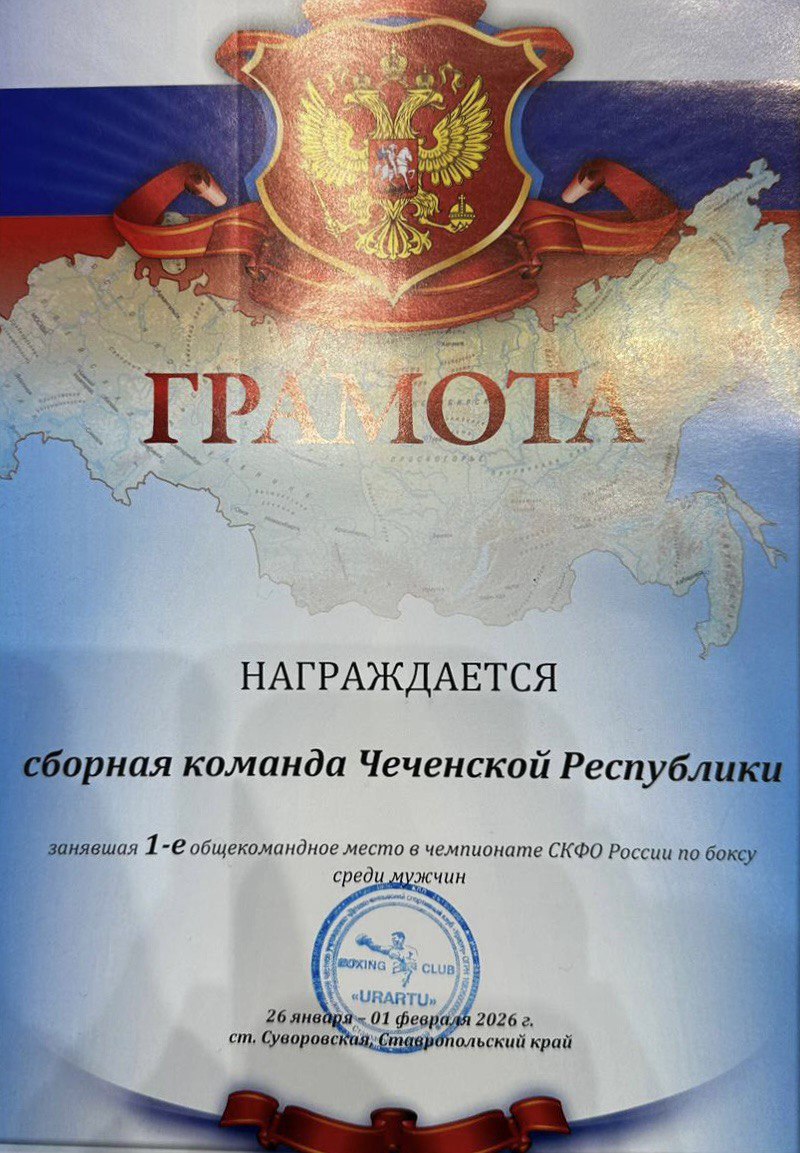 ГРАМОТА
НАГРАЖДАЕТСЯ
сборная команда Чеченской Республики
занявшая 1-е общекомандное место в чемпионате СКФО России по боксу
среди мужчин
BOXING CLUB
«URARTU»
26 января – 01 февраля 2026 г.
ст. Суворовская, Ставропольский край